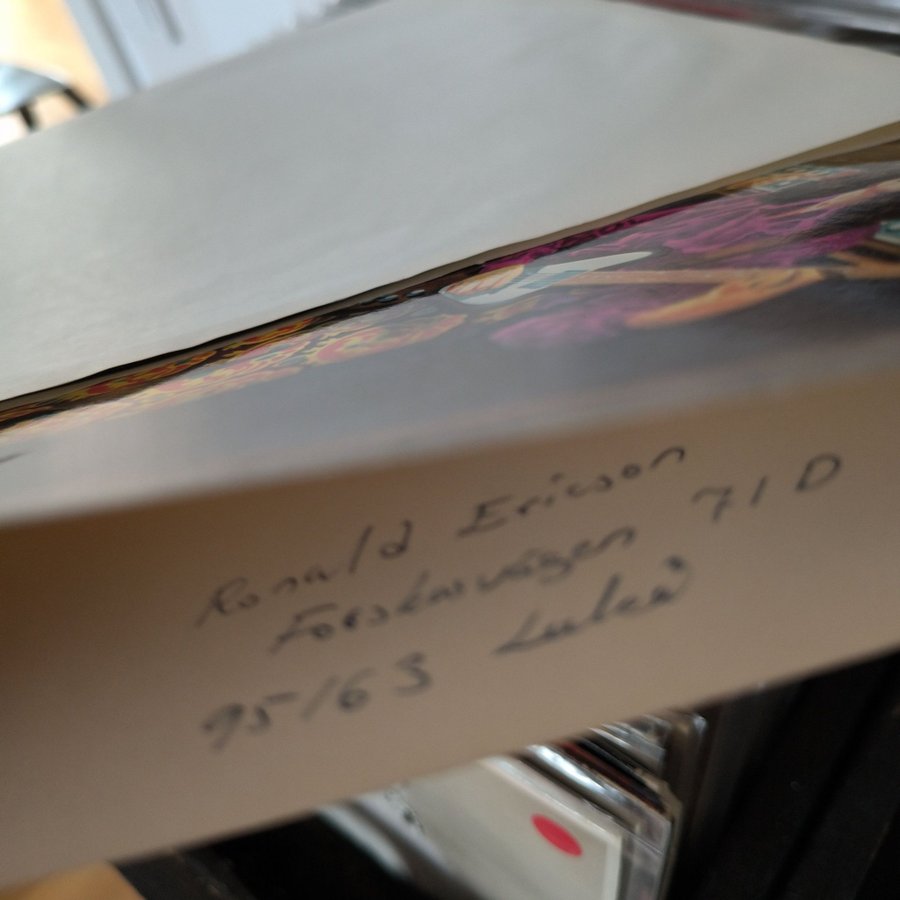 Ronald Ericson
Forskarvägen 71 D
95163 Luleå